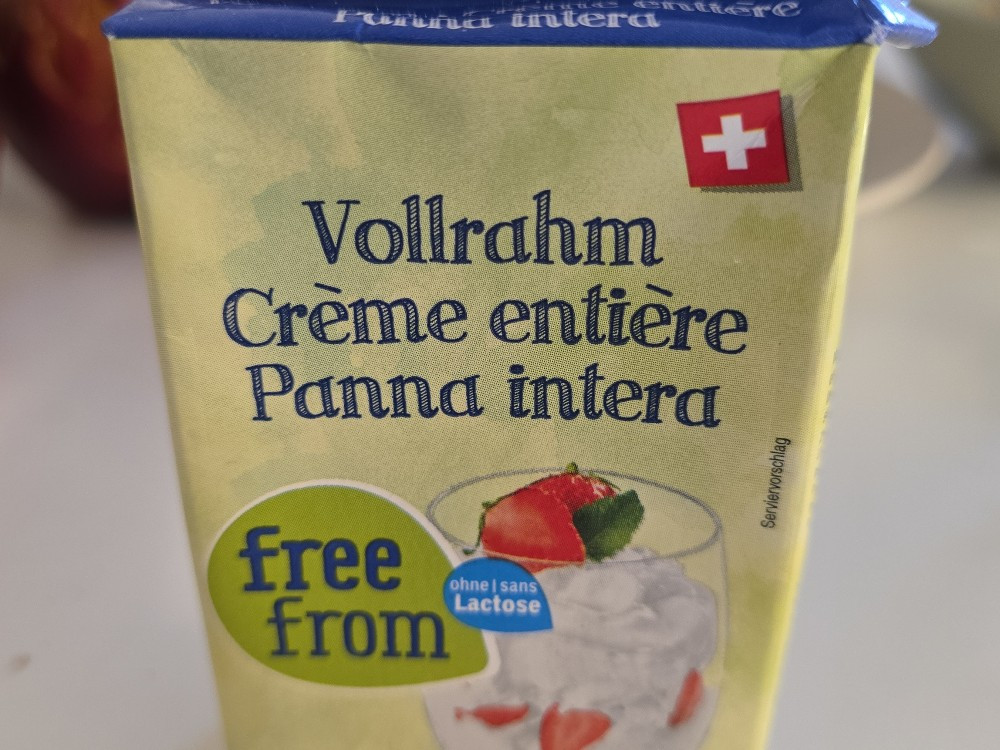 Panna intera
Vollrahm
Crème entière
Panna intera
Serviervorschlag
free
from
ohne | sans
Lactose